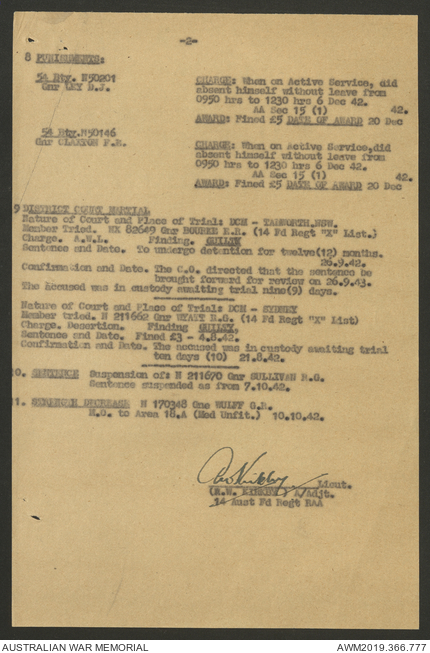 -2-
8 PUNISHMENTS:
54 Bty. N50201
Gnr LEY D.J.
CHARGE: When on Active Service, did
absent himself without leave from
0950 hrs to 1230 hrs 6 Dec 42.
AA Sec 15 (1)
AWARD: Fined £5 DATE OF AWARD 20 Dec
42.
54 Bty.N50146
Gnr CLAXTON F.R.
CHARGE: When on Active Service,did
absent himself without leave from
0950 hrs to 1230 hrs 6 Dec 42.
AA Sec 15 (1)
AWARD: Fined £5 DATE OF AWARD 20 Dec
42.
9 DISTRICT COURT MARTIAL
Nature of Court and Place of Trial: DCM - TAMWORTH.NSW.
Member Tried. NX 82649 Gnr BOURKE E.R. (14 Fd Regt "X" List.)
Charge. A.W.L. Finding. GUILTY
Sentence and Date. To undergo detention for twelve(12) months.
26.9.42.
Confirmation and Date. The C.O. directed that the sentence be
brought forward for review on 26.9.43.
The Accused was in custody awaiting trial nine(9) days.
Nature of Court and Place of Trial: DCM - SYDNEY
Member tried. N 211662 Gnr WYATT R.G. (14 Fd Regt "X" List)
Charge. Desertion. Finding GUILTY.
Sentence and Date. Fined £3 - 4.8.42.
Confirmation and Date. The accused was in custody awaiting trial
ten days (10) 21.8.42.
0. SENTENCE Suspension of: N 211670 Gnr SULLIVAN R.G.
Sentence suspended as from 7.10.42.
1. STRENGTH DECREASE N 170348 Gnr WULFF G.R.
M.O. to Area 18.A (Med Unfit.) 10.10.42.
Lieut.
(R.W. KIRKBY) A/Adjt.
14 Aust Fd Regt RAA
AUSTRALIAN WAR MEMORIAL
AWM2019.366.777